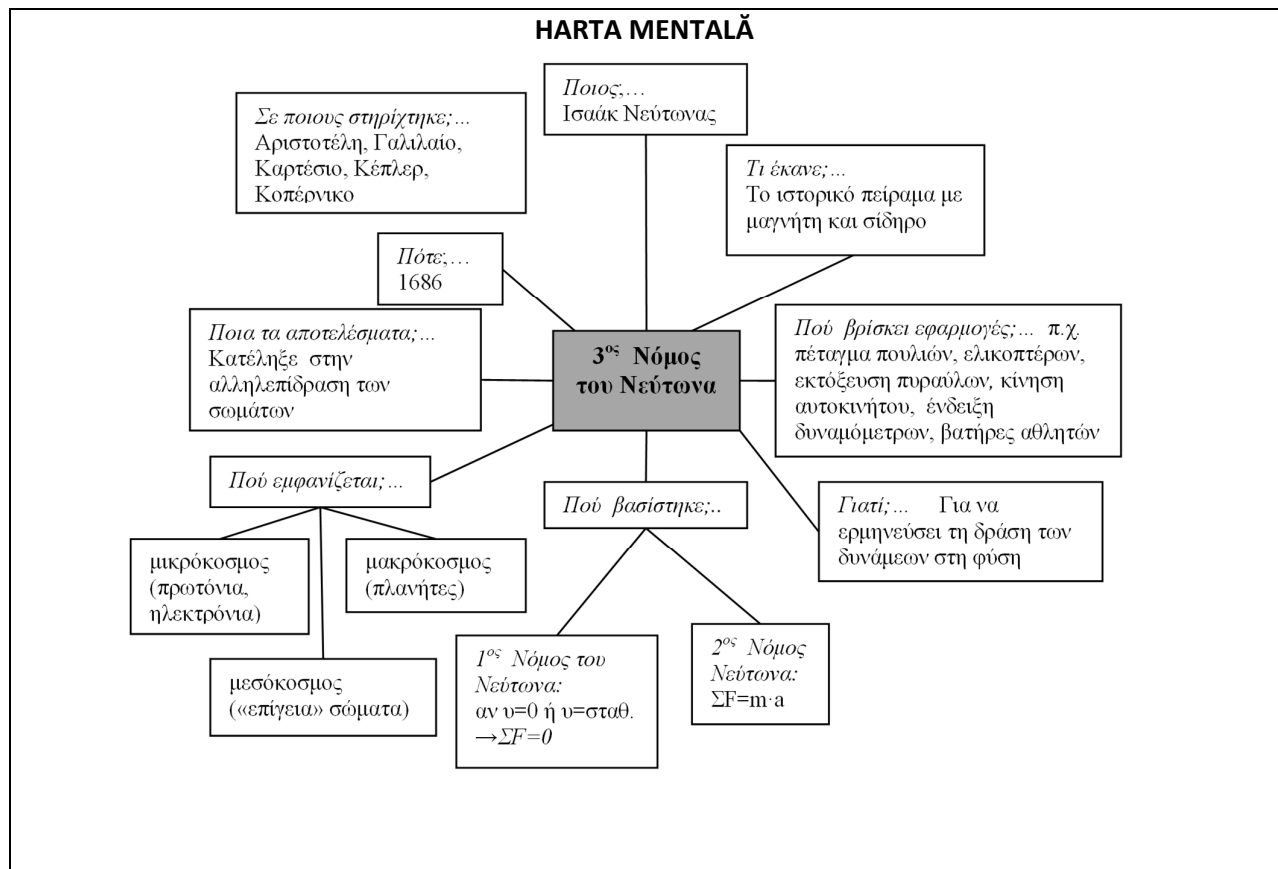 HARTA MENTALĂ
Ποιος;…
Ισαάκ Νεύτωνας
Σε ποιους στηρίχτηκε;…
Αριστοτέλη, Γαλιλαίο,
Καρτέσιο, Κέπλερ,
Κοπέρνικο
Τι έκανε;…
Το ιστορικό πείραμα με
μαγνήτη και σίδηρο
Πότε;…
1686
Ποια τα αποτελέσματα;…
Κατέληξε στην
αλληλεπίδραση των
σωμάτων
3ος Νόμος
του Νεύτωνα
Πού βρίσκει εφαρμογές;… π.χ.
πέταγμα πουλιών, ελικοπτέρων,
εκτόξευση πυραύλων, κίνηση
αυτοκινήτου, ένδειξη
δυναμόμετρων, βατήρες αθλητών
Πού εμφανίζεται;…
Πού βασίστηκε;..
Γιατί;… Για να
ερμηνεύσει τη δράση των
δυνάμεων στη φύση
μικρόκοσμος
(πρωτόνια,
ηλεκτρόνια)
μακρόκοσμος
(πλανήτες)
μεσόκοσμος
(«επίγεια» σώματα)
1ος Νόμος του
Νεύτωνα:
αν υ=0 ή υ=σταθ.
→ΣF=0
2ος Νόμος
Νεύτωνα:
ΣF=m·a